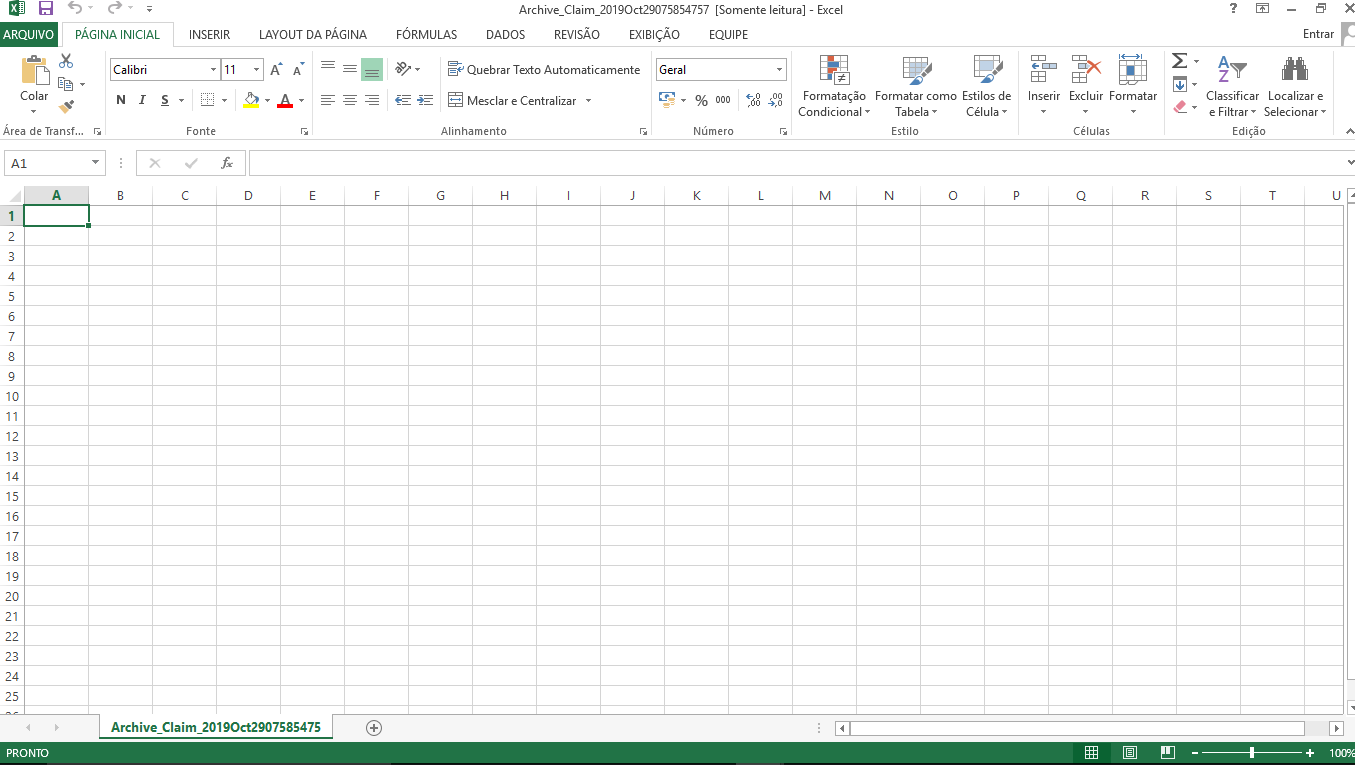 Archive_Claim_2019Oct29075854757 [Somente leitura] - Excel
?
ARQUIVO PÁGINA INICIAL INSERIR LAYOUT DA PÁGINA FÓRMULAS DADOS REVISÃO EXIBIÇÃO EQUIPE Entrar
Calibri 11 A A Quebrar Texto Automaticamente Geral
Colar Formatação Condicional Formatar como Tabela Estilos de Célula Inserir Excluir Formatar Classificar e Filtrar Localizar e Selecionar
N I S A Mesclar e Centralizar % 000 ,00 ,00
Área de Transf... Fonte Alinhamento Número Estilo Células Edição
A1 fx
A B C D E F G H I J K L M N O P Q R S T U
1
2
3
4
5
6
7
8
9
10
11
12
13
14
15
16
17
18
19
20
21
22
23
24
25
Archive_Claim_2019Oct2907585475
PRONTO 100%